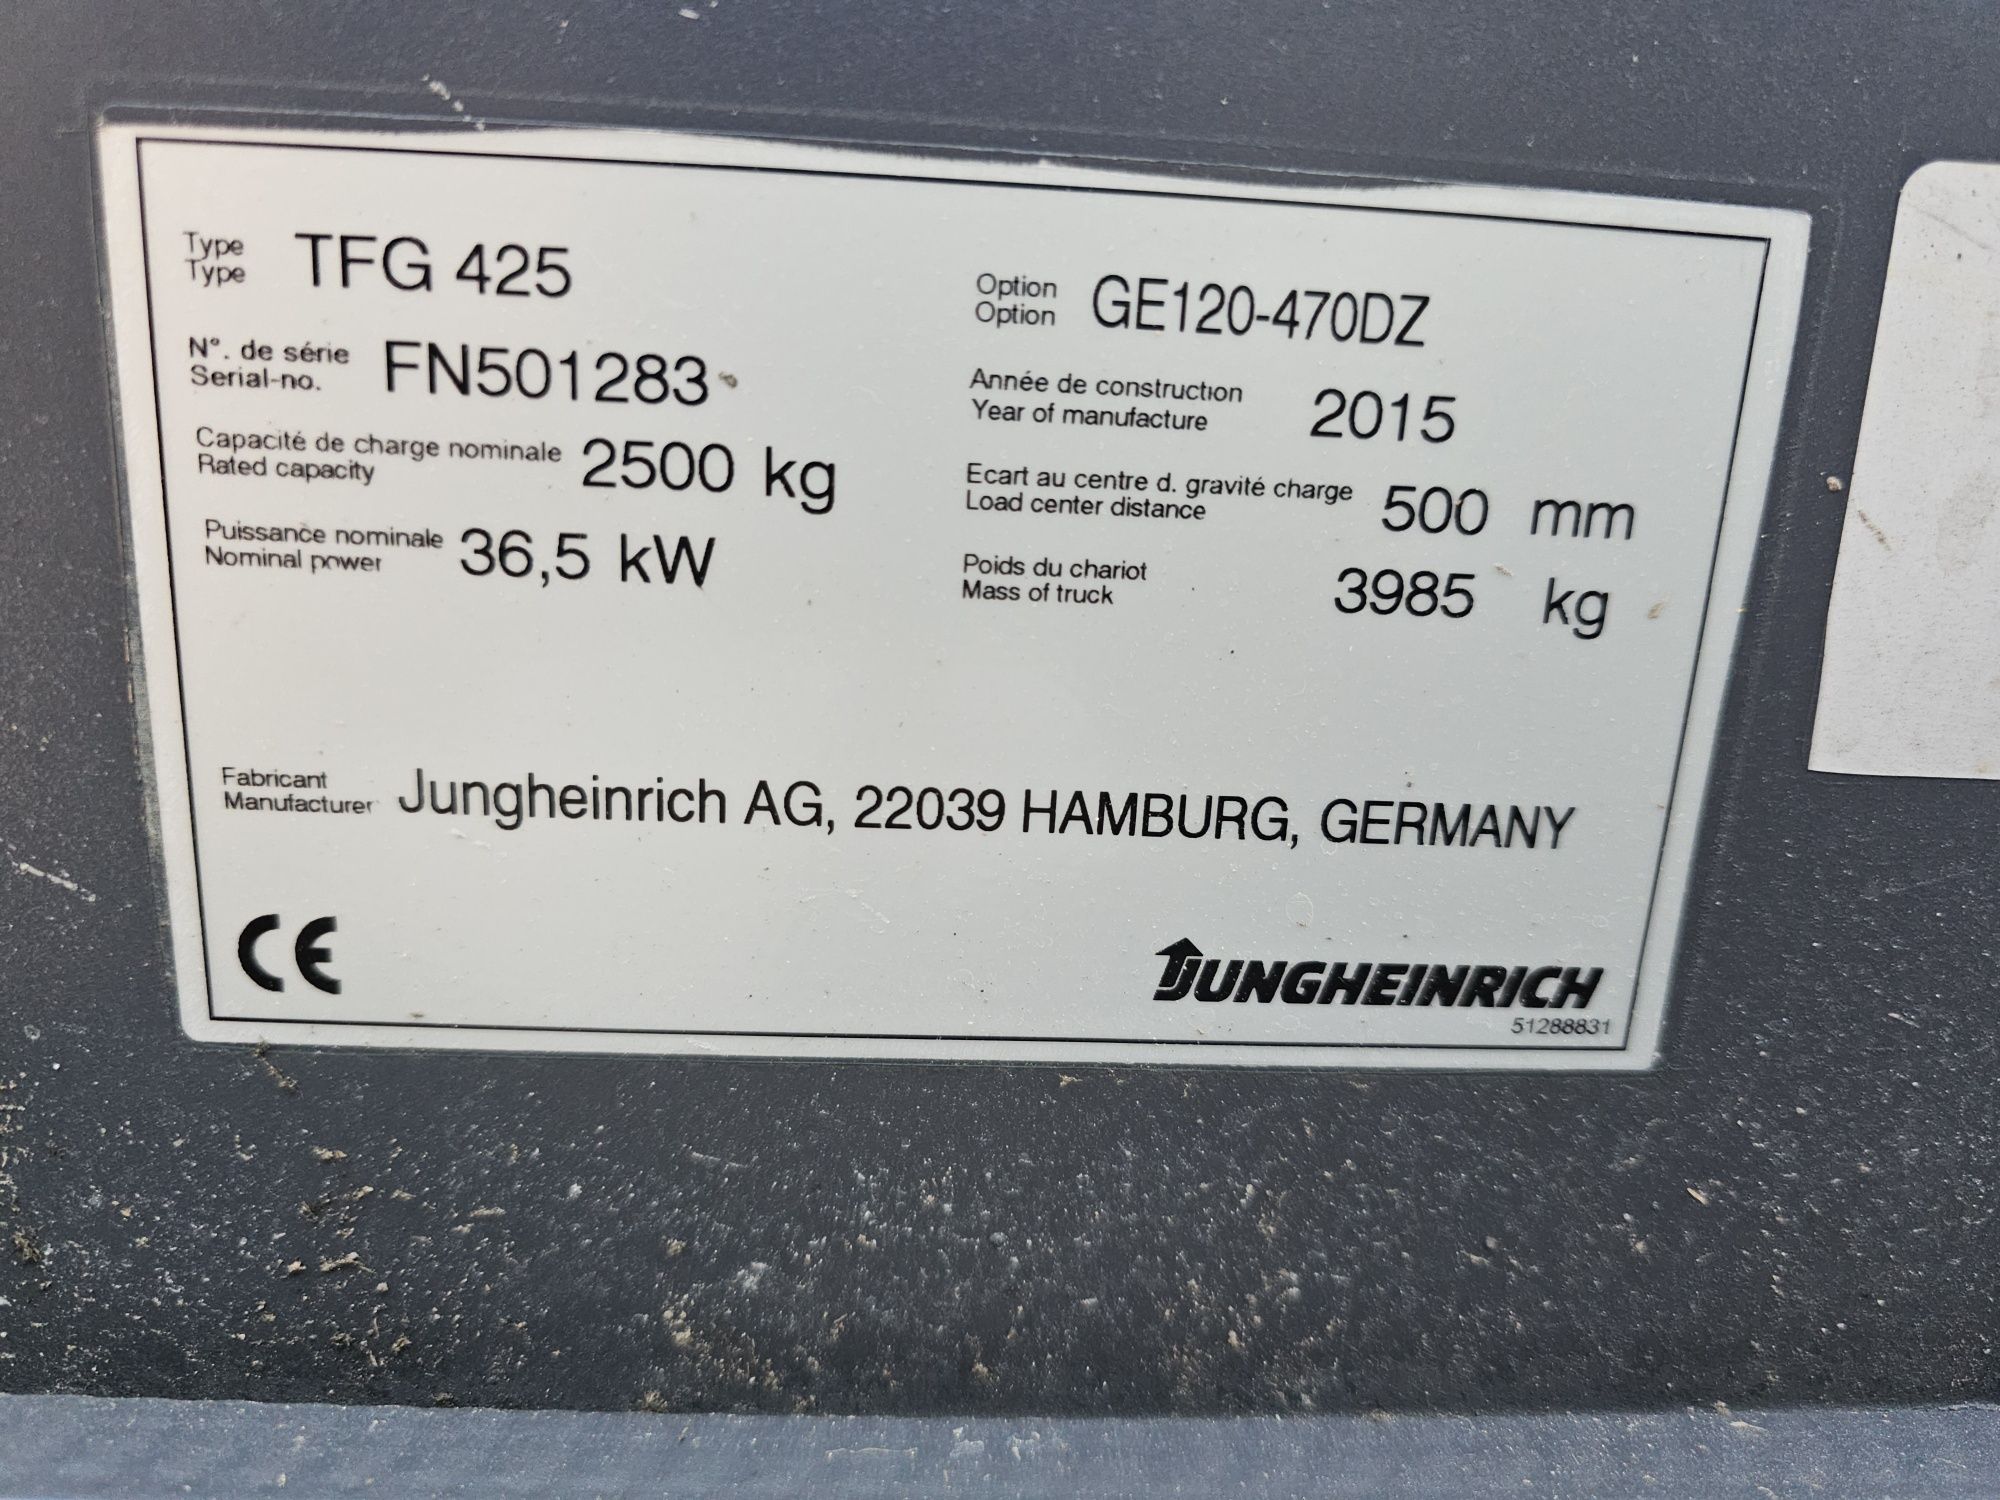 Type
Type
TFG 425
Option
Option
GE120-470DZ
N°. de série
Serial-no.
FN501283
Année de construction
Year of manufacture
2015
Capacité de charge nominale
Rated capacity
2500 kg
Ecart au centre d. gravité charge
Load center distance
500 mm
Puissance nominale
Nominal power
36,5 kW
Poids du chariot
Mass of truck
3985 kg
Fabricant
Manufacturer
Jungheinrich AG, 22039 HAMBURG, GERMANY
CE
JUNGHEINRICH
51288831